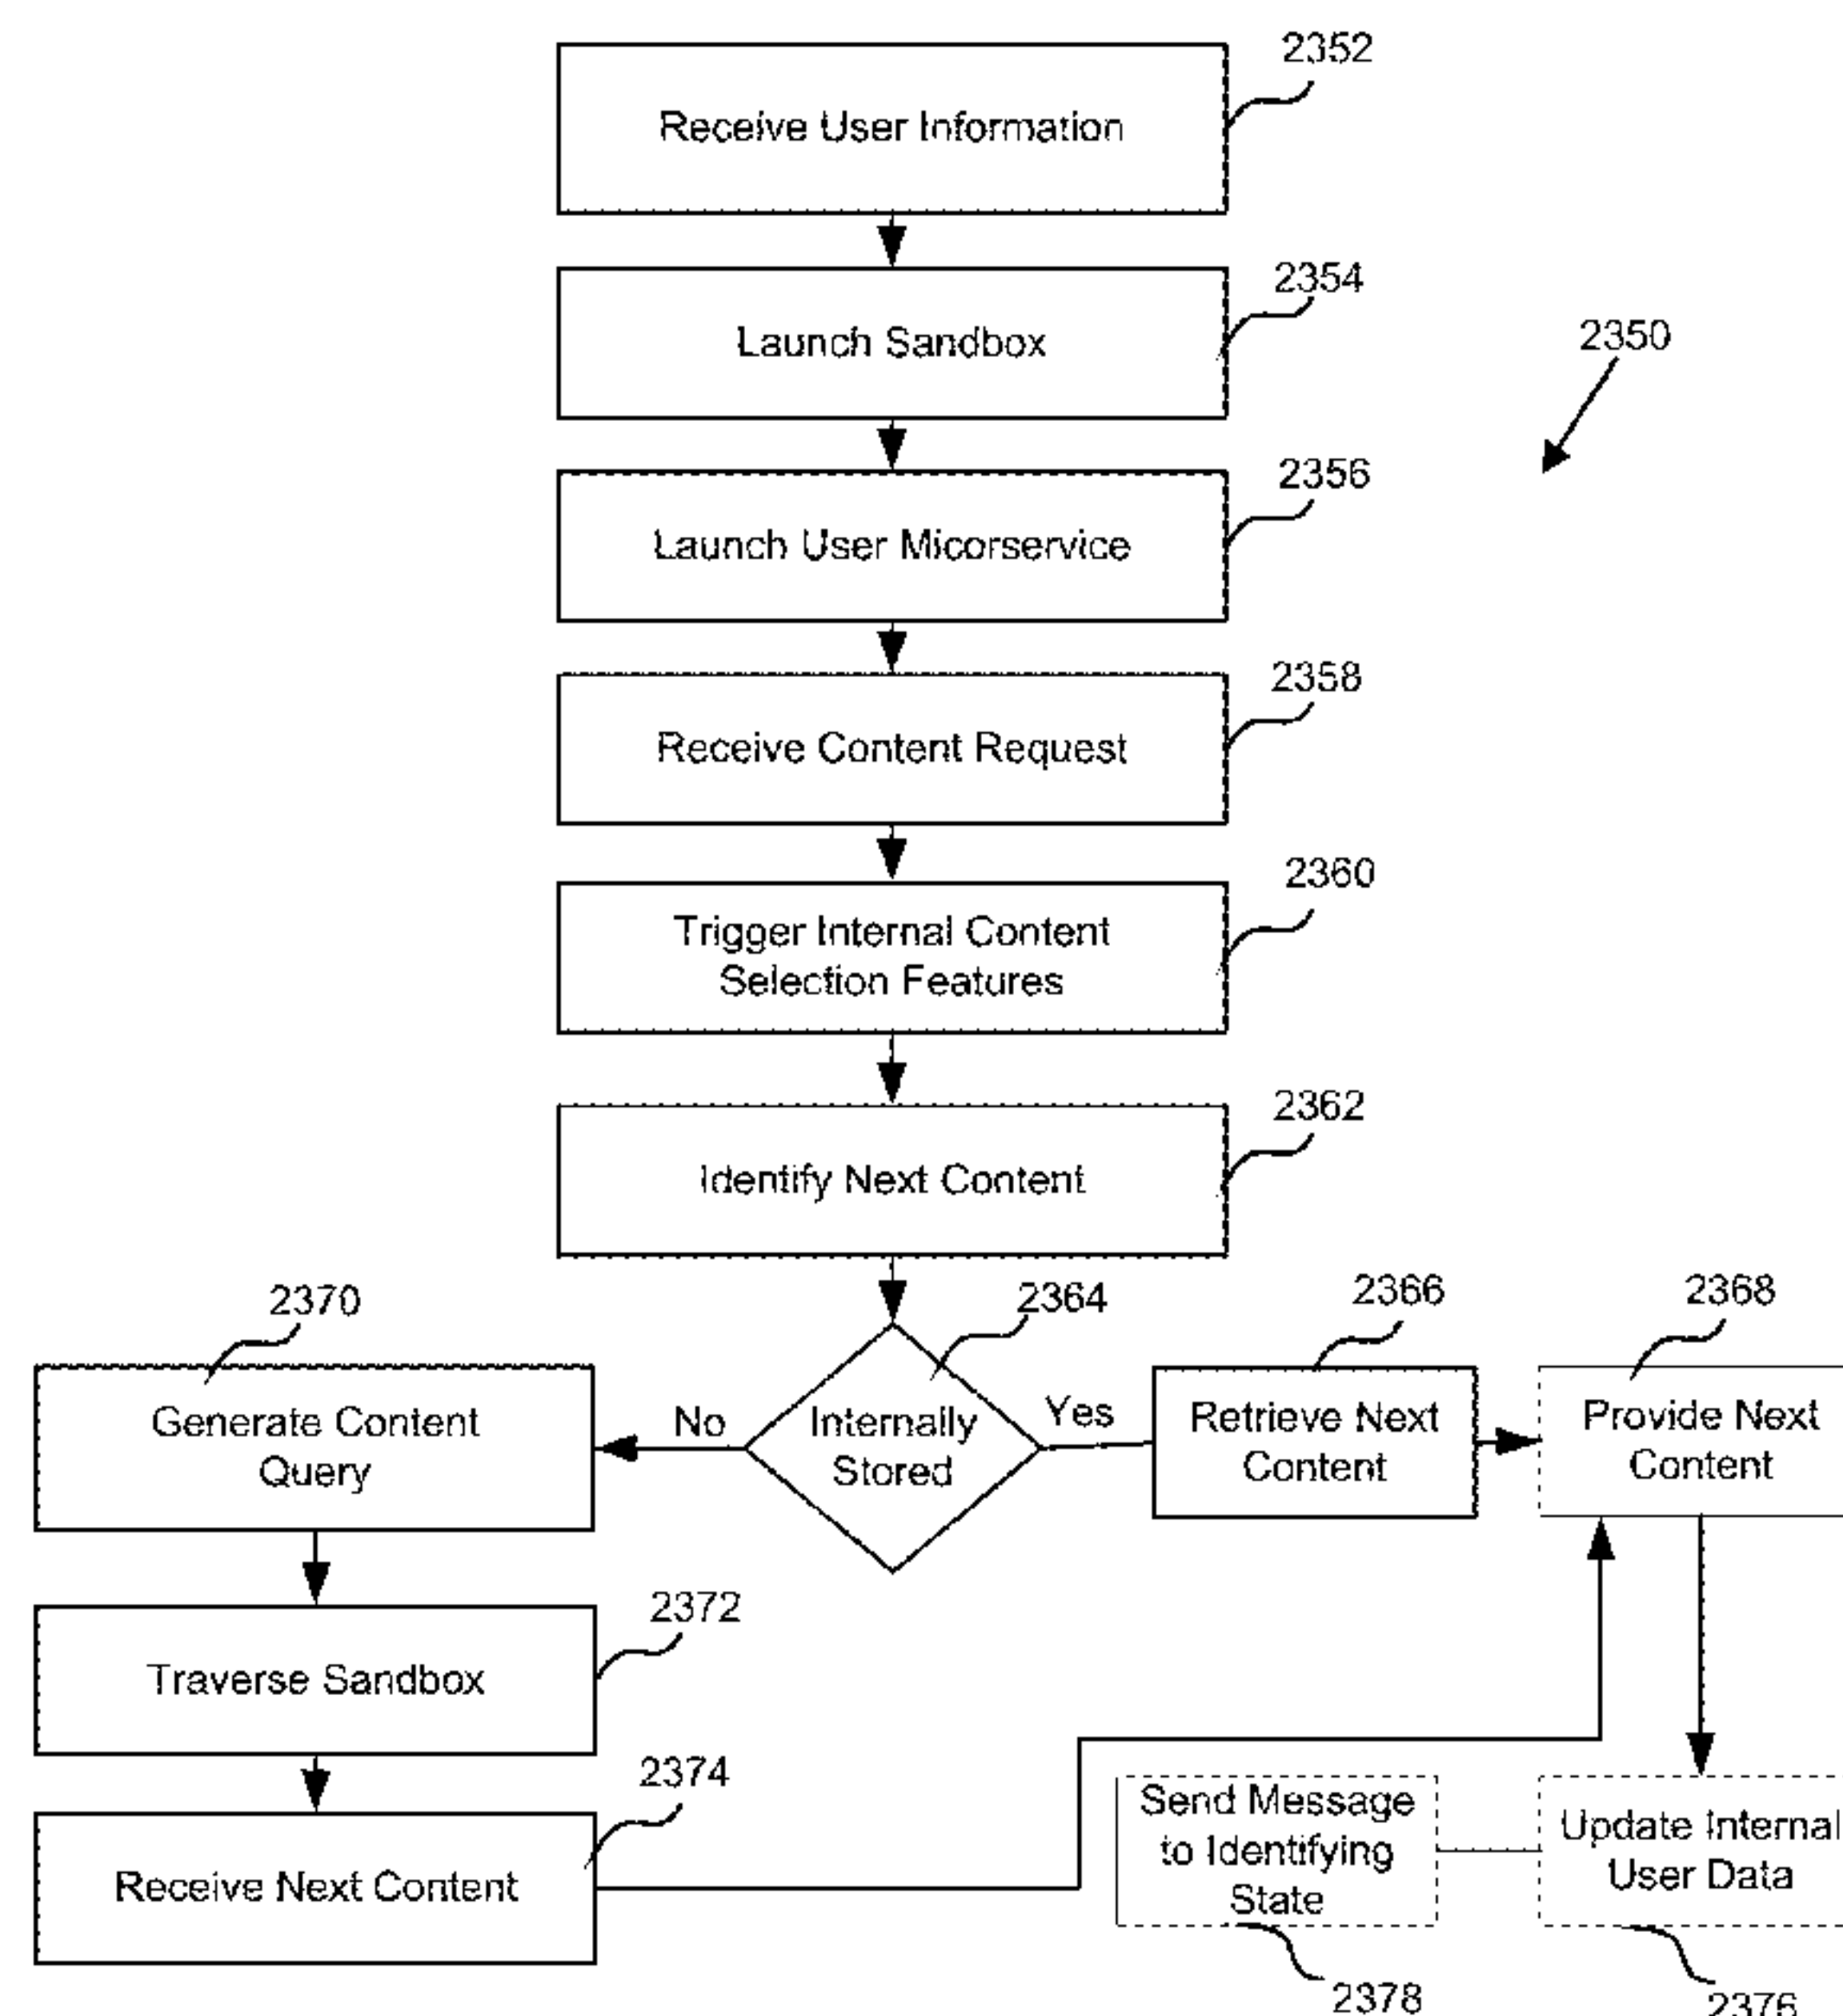 2352
Receive User Information
2354
Launch Sandbox
2350
2356
Launch User Micorservice
2358
Receive Content Request
2360
Trigger Internal Content
Selection Features
2362
Identify Next Content
2370
2364
2366
2368
Generate Content
Query
No
Internally
Stored
Yes
Retrieve Next
Content
Provide Next
Content
2372
Traverse Sandbox
2374
Receive Next Content
Send Message
to Identifying
State
Update Internal
User Data
2378
2376